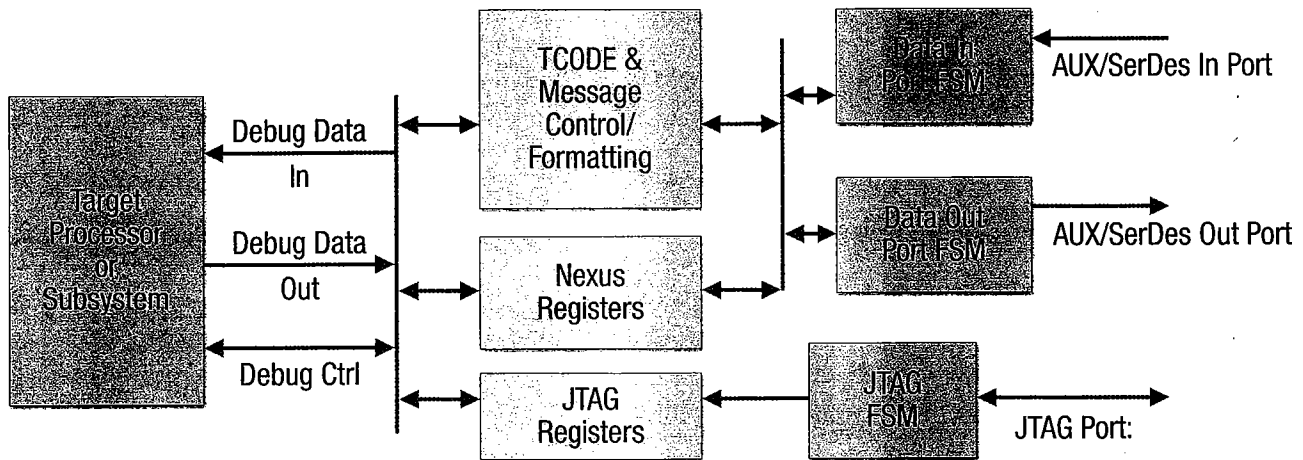 Target
Processor
or
Subsystem
Debug Data
In
Debug Data
Out
Debug Ctrl
TCODE &
Message
Control/
Formatting
Nexus
Registers
JTAG
Registers
Data In
Port FSM
Data Out
Port FSM
JTAG
FSM
AUX/SerDes In Port
AUX/SerDes Out Port
JTAG Port: